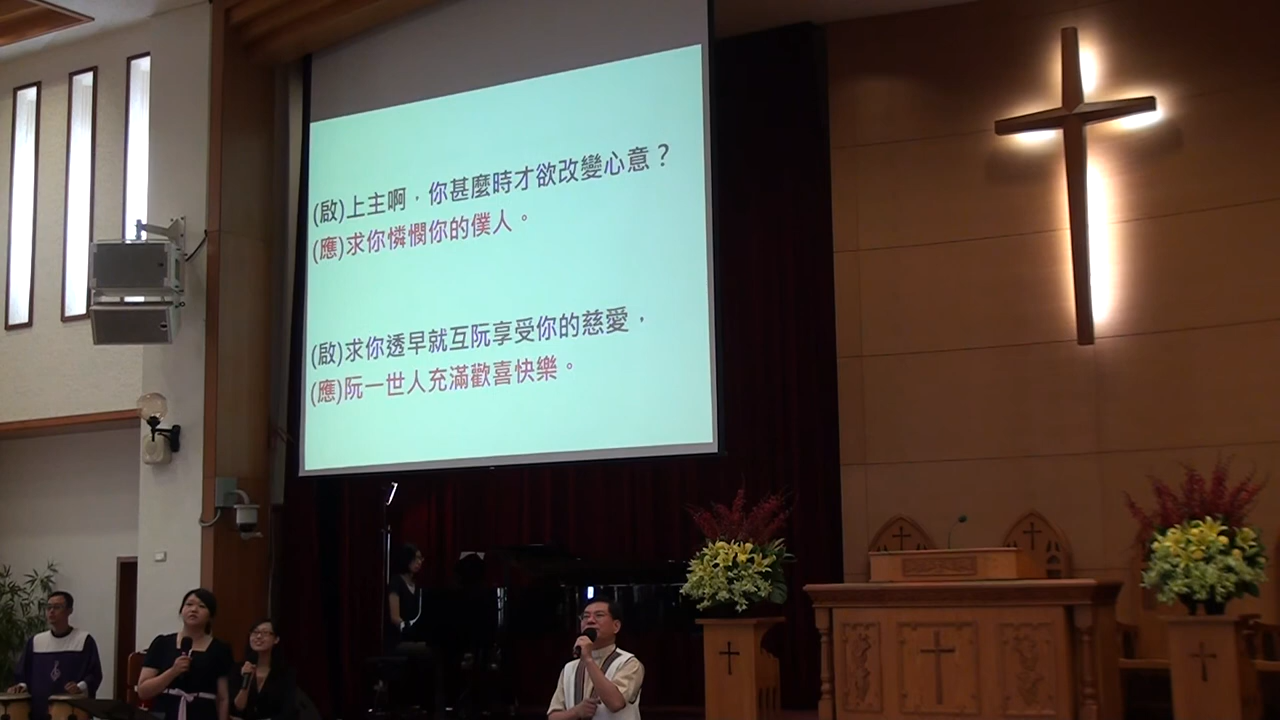 (啟)上主啊，你甚麼時才欲改變心意？
(應)求你憐憫你的僕人。
(啟)求你透早就互阮享受你的慈愛，
(應)阮一世人充滿歡喜快樂。